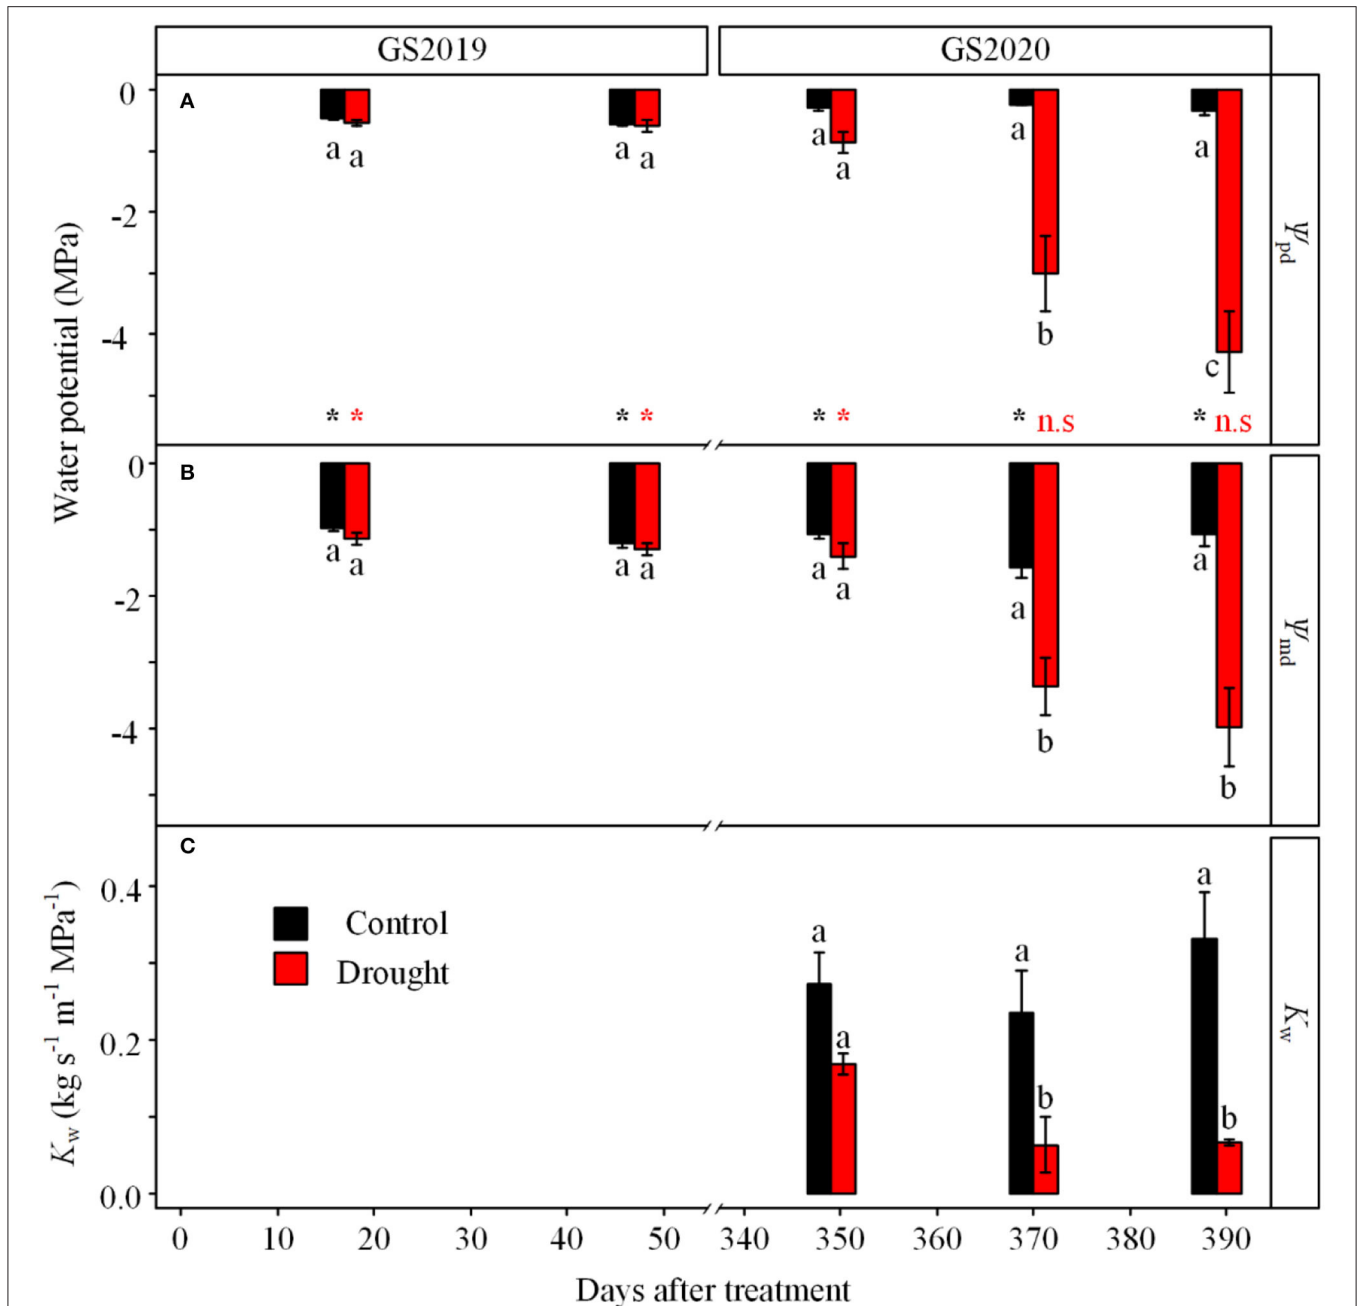 GS2019 GS2020
A
0
-2
-4
a a a a a a a b a c
* * * * * * * n.s * n.s
Ψpd
Water potential (MPa)
B
0
-2
-4
a a a a a a a b a b
Ψmd
C
0.4
0.2
0.0
a a a b a b
Control
Drought
Kw (kg s-1 m-1 MPa-1)
Kw
0 10 20 30 40 50 340 350 360 370 380 390
Days after treatment